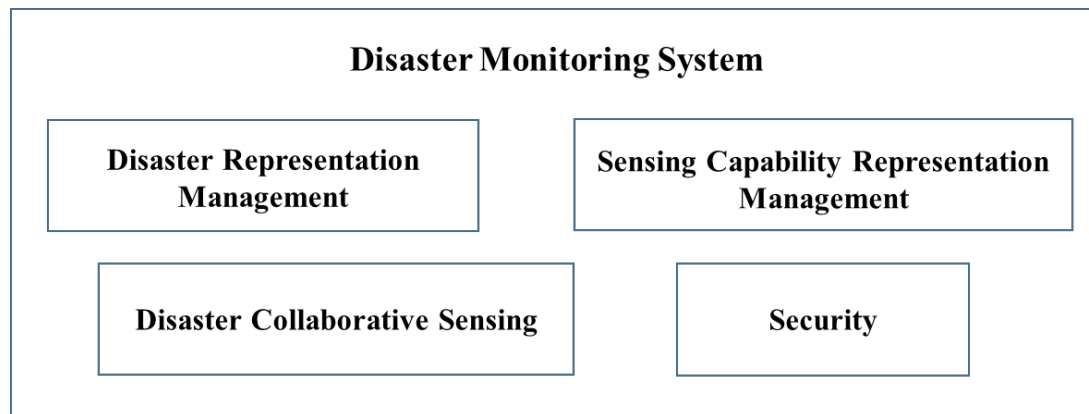 Disaster Monitoring System
Disaster Representation
Management
Sensing Capability Representation
Management
Disaster Collaborative Sensing
Security